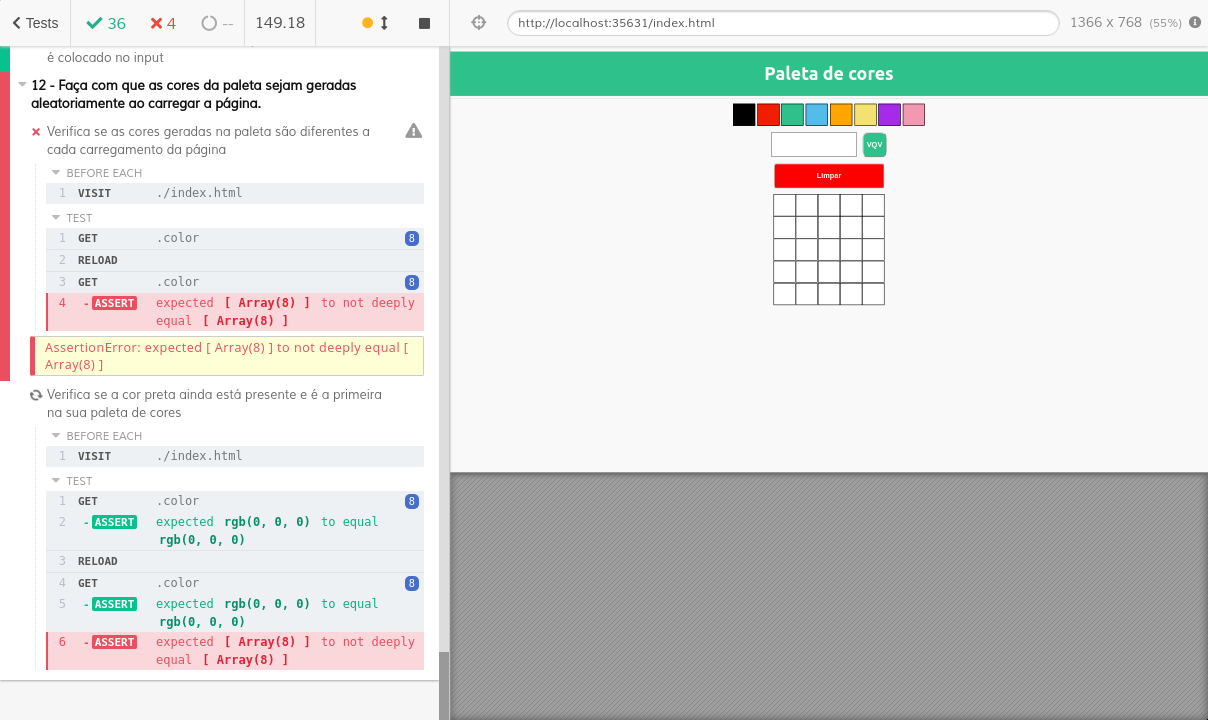 Tests
36
4
--
149.18
http://localhost:35631/index.html
1366 x 768 (55%)
é colocado no input
12 - Faça com que as cores da paleta sejam geradas
aleatoriamente ao carregar a página.
Verifica se as cores geradas na paleta são diferentes a
cada carregamento da página
BEFORE EACH
1 VISIT ./index.html
TEST
1 GET .color 8
2 RELOAD
3 GET .color 8
4 -ASSERT expected [ Array(8) ] to not deeply
equal [ Array(8) ]
AssertionError: expected [ Array(8) ] to not deeply equal [
Array(8) ]
Verifica se a cor preta ainda está presente e é a primeira
na sua paleta de cores
BEFORE EACH
1 VISIT ./index.html
TEST
1 GET .color 8
2 -ASSERT expected rgb(0, 0, 0) to equal
rgb(0, 0, 0)
3 RELOAD
4 GET .color 8
5 -ASSERT expected rgb(0, 0, 0) to equal
rgb(0, 0, 0)
6 -ASSERT expected [ Array(8) ] to not deeply
equal [ Array(8) ]
Paleta de cores
VQV
Limpar